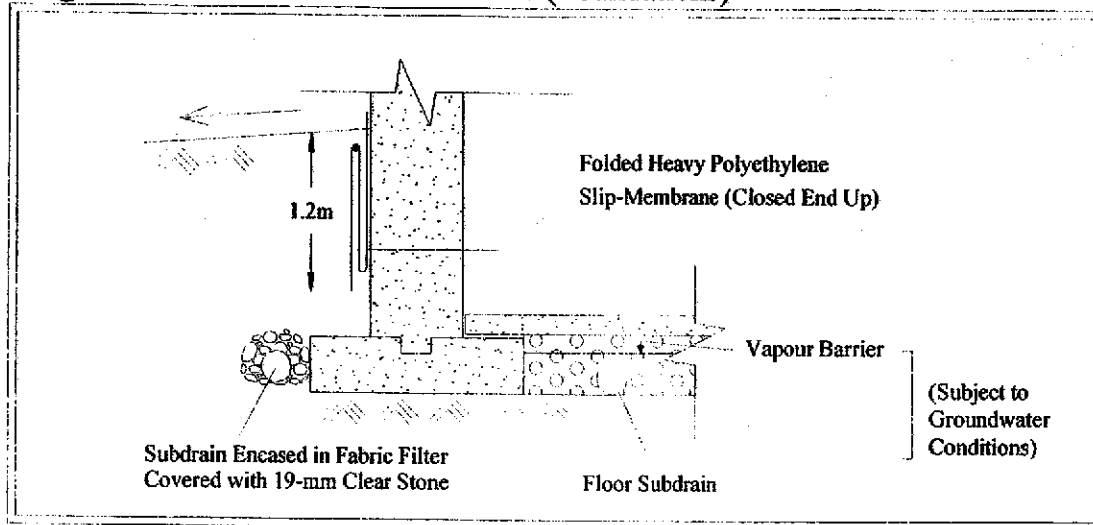 Folded Heavy Polyethylene
Slip-Membrane (Closed End Up)
1.2m
Vapour Barrier
(Subject to
Groundwater
Conditions)
Subdrain Encased in Fabric Filter
Covered with 19-mm Clear Stone
Floor Subdrain